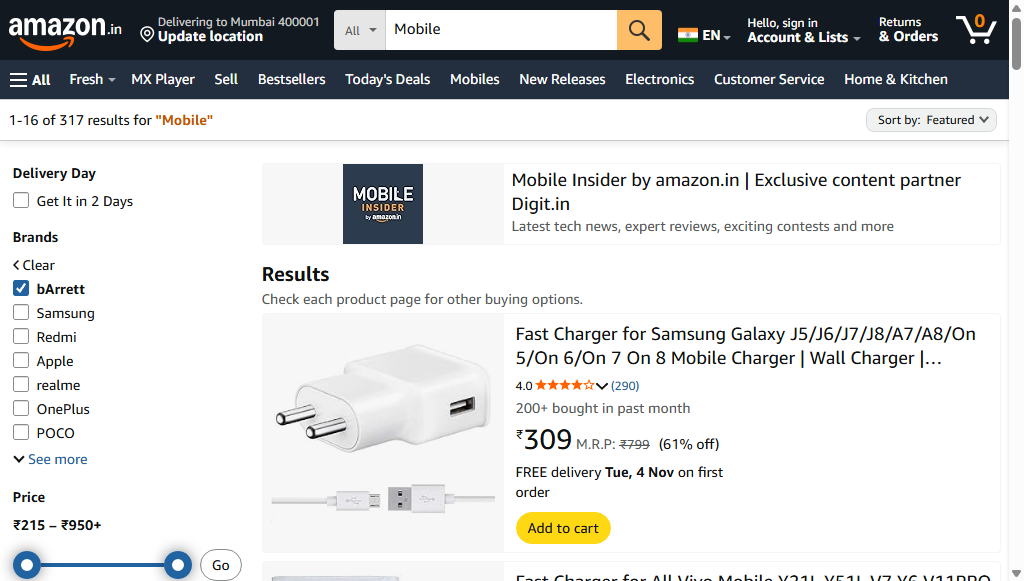 amazon.in
Delivering to Mumbai 400001
Update location
All
Mobile
EN
Hello, sign in
Account & Lists
Returns
& Orders
0
All
Fresh
MX Player
Sell
Bestsellers
Today's Deals
Mobiles
New Releases
Electronics
Customer Service
Home & Kitchen
1-16 of 317 results for "Mobile"
Sort by: Featured
Delivery Day
Get It in 2 Days
Brands
Clear
bArrett
Samsung
Redmi
Apple
realme
OnePlus
POCO
See more
Price
₹215 – ₹950+
Go
MOBILE
INSIDER
by amazon.in
Mobile Insider by amazon.in | Exclusive content partner
Digit.in
Latest tech news, expert reviews, exciting contests and more
Results
Check each product page for other buying options.
Fast Charger for Samsung Galaxy J5/J6/J7/J8/A7/A8/On
5/On 6/On 7 On 8 Mobile Charger | Wall Charger |…
4.0 (290)
200+ bought in past month
₹309 M.R.P: ₹799 (61% off)
FREE delivery Tue, 4 Nov on first
order
Add to cart
Fast Charger for All Vivo Mobile Y21L Y51L V7 Y6 V11PRO